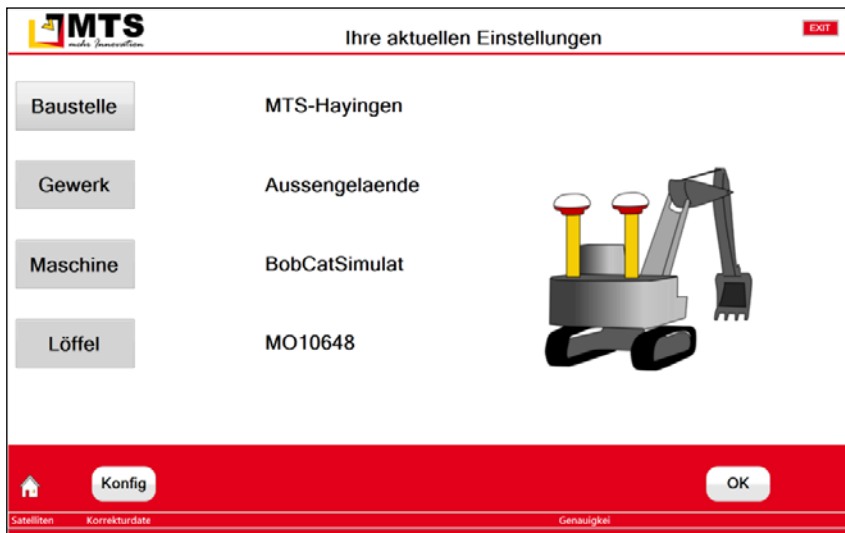 MTS
mehr Innovation
Ihre aktuellen Einstellungen
EXIT
Baustelle MTS-Hayingen
Gewerk Aussengelaende
Maschine BobCatSimulat
Löffel MO10648
Konfig OK
Satelliten Korrekturdate Genauigkei